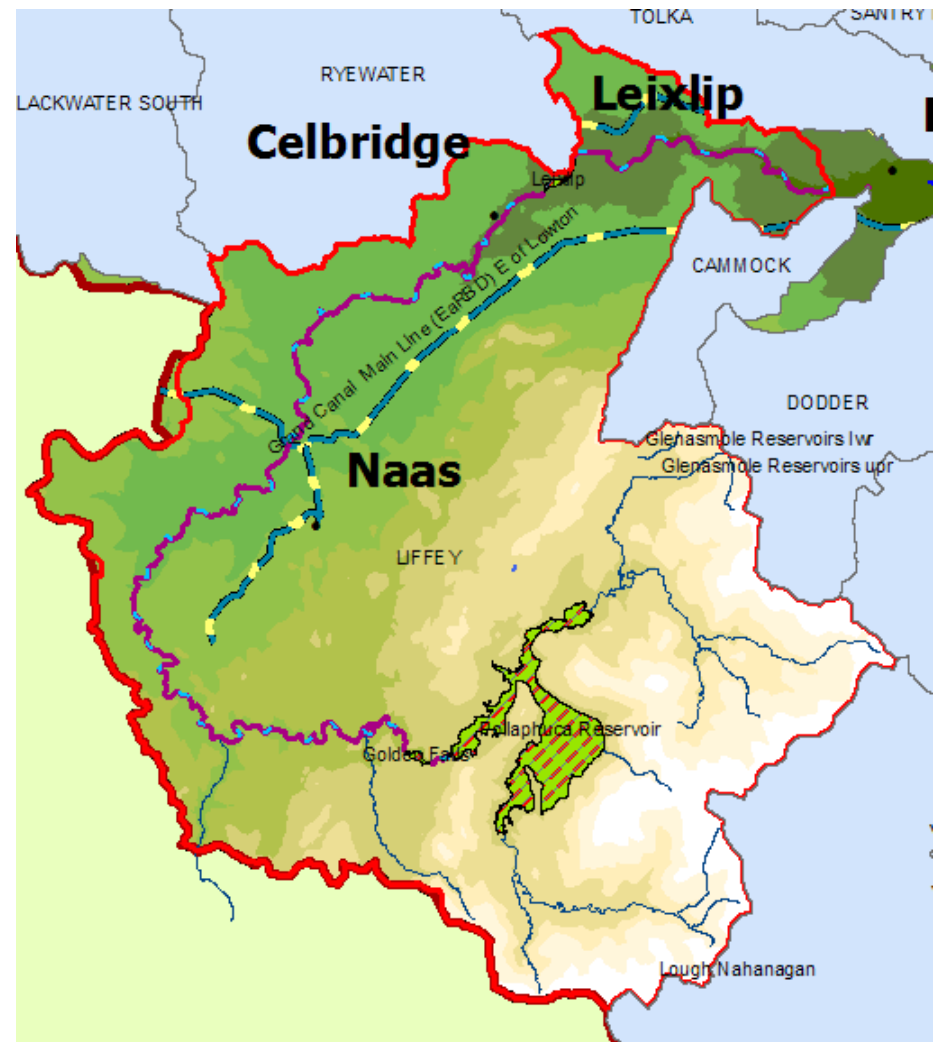 TOLKA
SANTRY
RYEWATER
LACKWATER SOUTH
Leixlip
Celbridge
Leixlip
Grand Canal Main Line (EaRBD) E of Lowton
CAMMOCK
DODDER
Glenasmole Reservoirs lwr
Glenasmole Reservoirs upr
Naas
LIFFEY
Pollaphuca Reservoir
Golden Falls
Lough Nahanagan